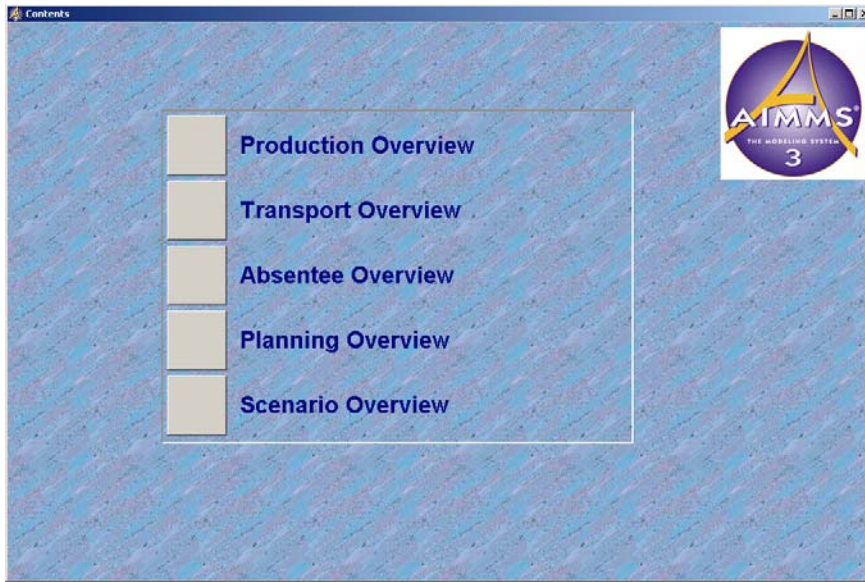 Contents
Production Overview
Transport Overview
Absentee Overview
Planning Overview
Scenario Overview
AIMMS®
THE MODELING SYSTEM
3